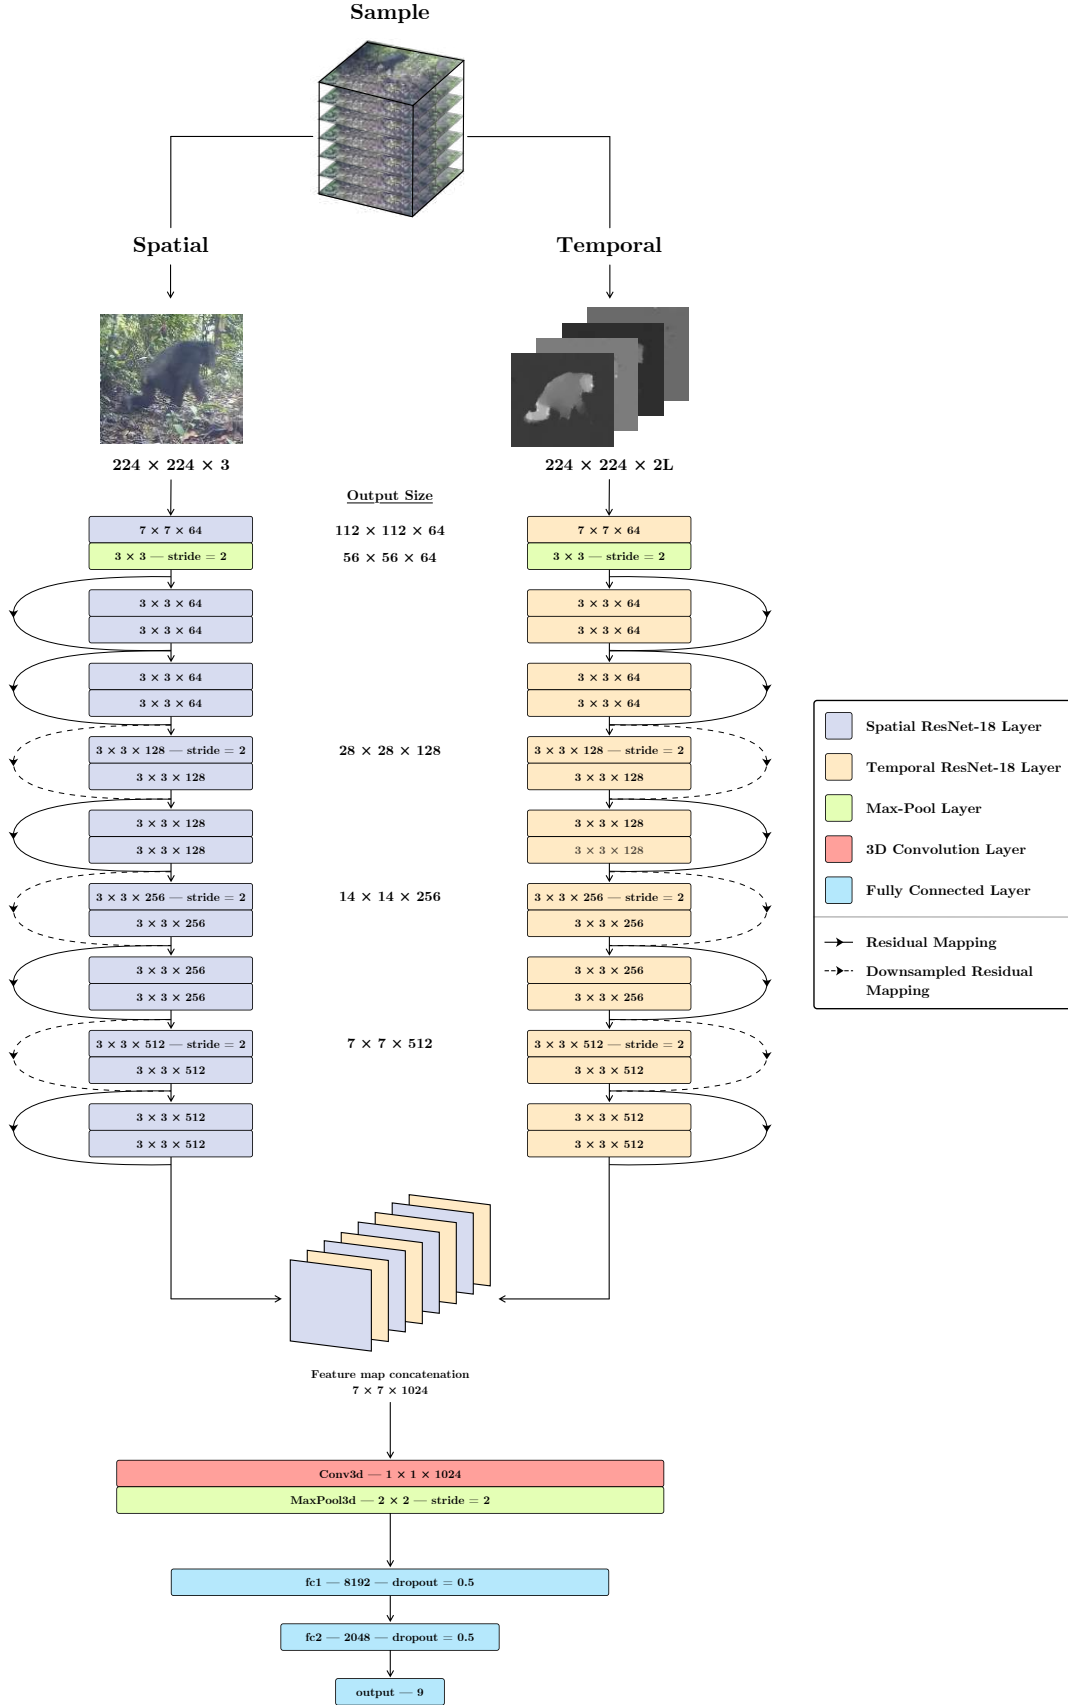 Sample
Spatial
Temporal
224 × 224 × 3
224 × 224 × 2L
Output Size
7 × 7 × 64
112 × 112 × 64
7 × 7 × 64
3 × 3 — stride = 2
56 × 56 × 64
3 × 3 — stride = 2
3 × 3 × 64
3 × 3 × 64
3 × 3 × 64
3 × 3 × 64
3 × 3 × 64
3 × 3 × 64
3 × 3 × 64
3 × 3 × 64
3 × 3 × 128 — stride = 2
28 × 28 × 128
3 × 3 × 128 — stride = 2
3 × 3 × 128
3 × 3 × 128
3 × 3 × 128
3 × 3 × 128
3 × 3 × 128
3 × 3 × 128
3 × 3 × 256 — stride = 2
14 × 14 × 256
3 × 3 × 256 — stride = 2
3 × 3 × 256
3 × 3 × 256
3 × 3 × 256
3 × 3 × 256
3 × 3 × 256
3 × 3 × 256
3 × 3 × 512 — stride = 2
7 × 7 × 512
3 × 3 × 512 — stride = 2
3 × 3 × 512
3 × 3 × 512
3 × 3 × 512
3 × 3 × 512
3 × 3 × 512
3 × 3 × 512
Spatial ResNet-18 Layer
Temporal ResNet-18 Layer
Max-Pool Layer
3D Convolution Layer
Fully Connected Layer
Residual Mapping
Downsampled Residual
Mapping
Feature map concatenation
7 × 7 × 1024
Conv3d — 1 × 1 × 1024
MaxPool3d — 2 × 2 — stride = 2
fc1 — 8192 — dropout = 0.5
fc2 — 2048 — dropout = 0.5
output — 9